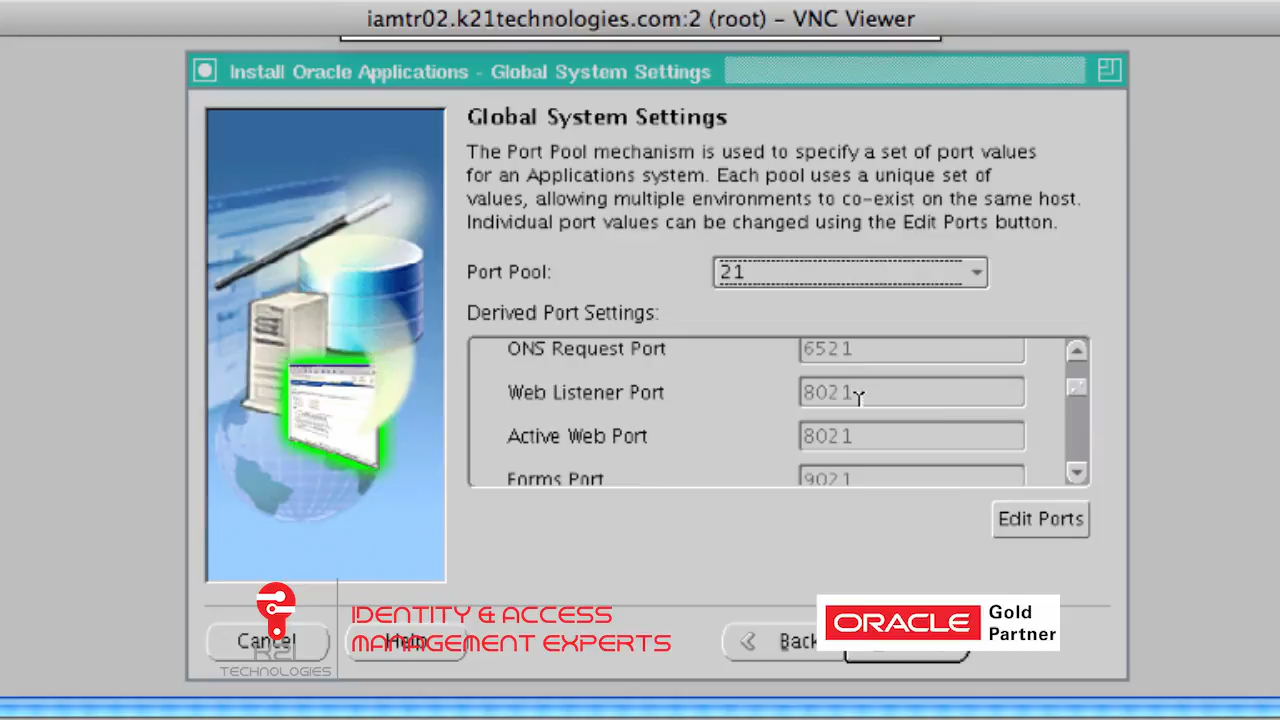 iamtr02.k21technologies.com:2 (root) – VNC Viewer
Install Oracle Applications - Global System Settings
Global System Settings
The Port Pool mechanism is used to specify a set of port values
for an Applications system. Each pool uses a unique set of
values, allowing multiple environments to co-exist on the same host.
Individual port values can be changed using the Edit Ports button.
Port Pool: 21
Derived Port Settings:
ONS Request Port 6521
Web Listener Port 8021
Active Web Port 8021
Forms Port 9021
Edit Ports
Cancel Help Back
K21
TECHNOLOGIES
IDENTITY & ACCESS
MANAGEMENT EXPERTS
ORACLE Gold
Partner